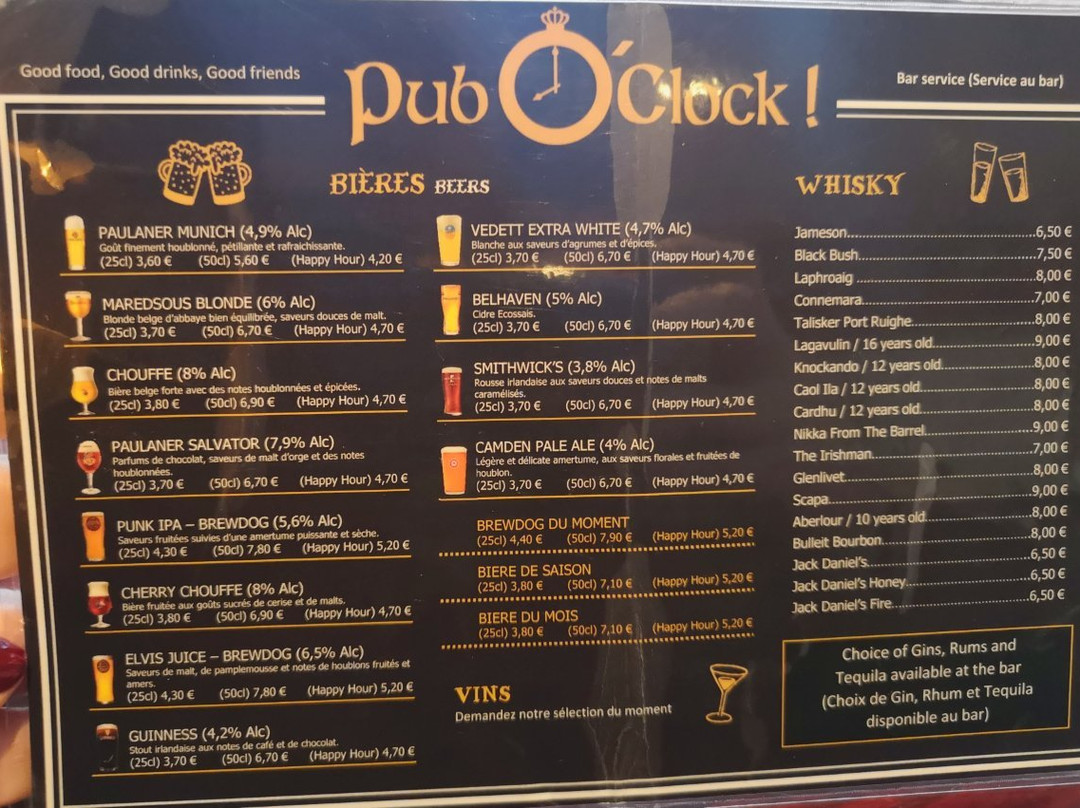 Good food, Good drinks, Good friends
Pub O'Clock !
Bar service (Service au bar)
BIÈRES BEERS
PAULANER MUNICH (4,9% Alc)
Goût finement houblonné, pétillante et rafraichissante.
(25cl) 3,60 € (50cl) 5,60 € (Happy Hour) 4,20 €
MAREDSOUS BLONDE (6% Alc)
Blonde belge d'abbaye bien équilibrée, saveurs douces de malt.
(25cl) 3,70 € (50cl) 6,70 € (Happy Hour) 4,70 €
CHOUFFE (8% Alc)
Bière belge forte avec des notes houblonnées et épicées.
(25cl) 3,80 € (50cl) 6,90 € (Happy Hour) 4,70 €
PAULANER SALVATOR (7,9% Alc)
Parfums de chocolat, saveurs de malt d'orge et des notes
houblonnées.
(25cl) 3,70 € (50cl) 6,70 € (Happy Hour) 4,70 €
PUNK IPA – BREWDOG (5,6% Alc)
Saveurs fruitées suivies d'une amertume puissante et sèche.
(25cl) 4,30 € (50cl) 7,80 € (Happy Hour) 5,20 €
CHERRY CHOUFFE (8% Alc)
Bière fruitée aux goûts sucrés de cerise et de malts.
(25cl) 3,80 € (50cl) 6,90 € (Happy Hour) 4,70 €
ELVIS JUICE – BREWDOG (6,5% Alc)
Saveurs de malt, de pamplemousse et notes de houblons fruités et
amers.
(25cl) 4,30 € (50cl) 7,80 € (Happy Hour) 5,20 €
GUINNESS (4,2% Alc)
Stout irlandaise aux notes de café et de chocolat.
(25cl) 3,70 € (50cl) 6,70 € (Happy Hour) 4,70 €
VEDETT EXTRA WHITE (4,7% Alc)
Blanche aux saveurs d'agrumes et d'épices.
(25cl) 3,70 € (50cl) 6,70 € (Happy Hour) 4,70 €
BELHAVEN (5% Alc)
Cidre Ecossais.
(25cl) 3,70 € (50cl) 6,70 € (Happy Hour) 4,70 €
SMITHWICK'S (3,8% Alc)
Rousse irlandaise aux saveurs douces et notes de malts
caramélisés.
(25cl) 3,70 € (50cl) 6,70 € (Happy Hour) 4,70 €
CAMDEN PALE ALE (4% Alc)
Légère et délicate amertume, aux saveurs florales et fruitées de
houblon.
(25cl) 3,70 € (50cl) 6,70 € (Happy Hour) 4,70 €
BREWDOG DU MOMENT
(25cl) 4,40 € (50cl) 7,90 € (Happy Hour) 5,20 €
BIERE DE SAISON
(25cl) 3,80 € (50cl) 7,10 € (Happy Hour) 5,20 €
BIERE DU MOIS
(25cl) 3,80 € (50cl) 7,10 € (Happy Hour) 5,20 €
VINS
Demandez notre sélection du moment
WHISKY
Jameson...6,50 €
Black Bush...7,50 €
Laphroaig...8,00 €
Connemara...7,00 €
Talisker Port Ruighe...8,00 €
Lagavulin / 16 years old...9,00 €
Knockando / 12 years old...8,00 €
Caol Ila / 12 years old...8,00 €
Cardhu / 12 years old...8,00 €
Nikka From The Barrel...9,00 €
The Irishman...7,00 €
Glenlivet...8,00 €
Scapa...9,00 €
Aberlour / 10 years old...8,00 €
Bulleit Bourbon...8,00 €
Jack Daniel's...6,50 €
Jack Daniel's Honey...6,50 €
Jack Daniel's Fire...6,50 €
Choice of Gins, Rums and
Tequila available at the bar
(Choix de Gin, Rhum et Tequila
disponible au bar)